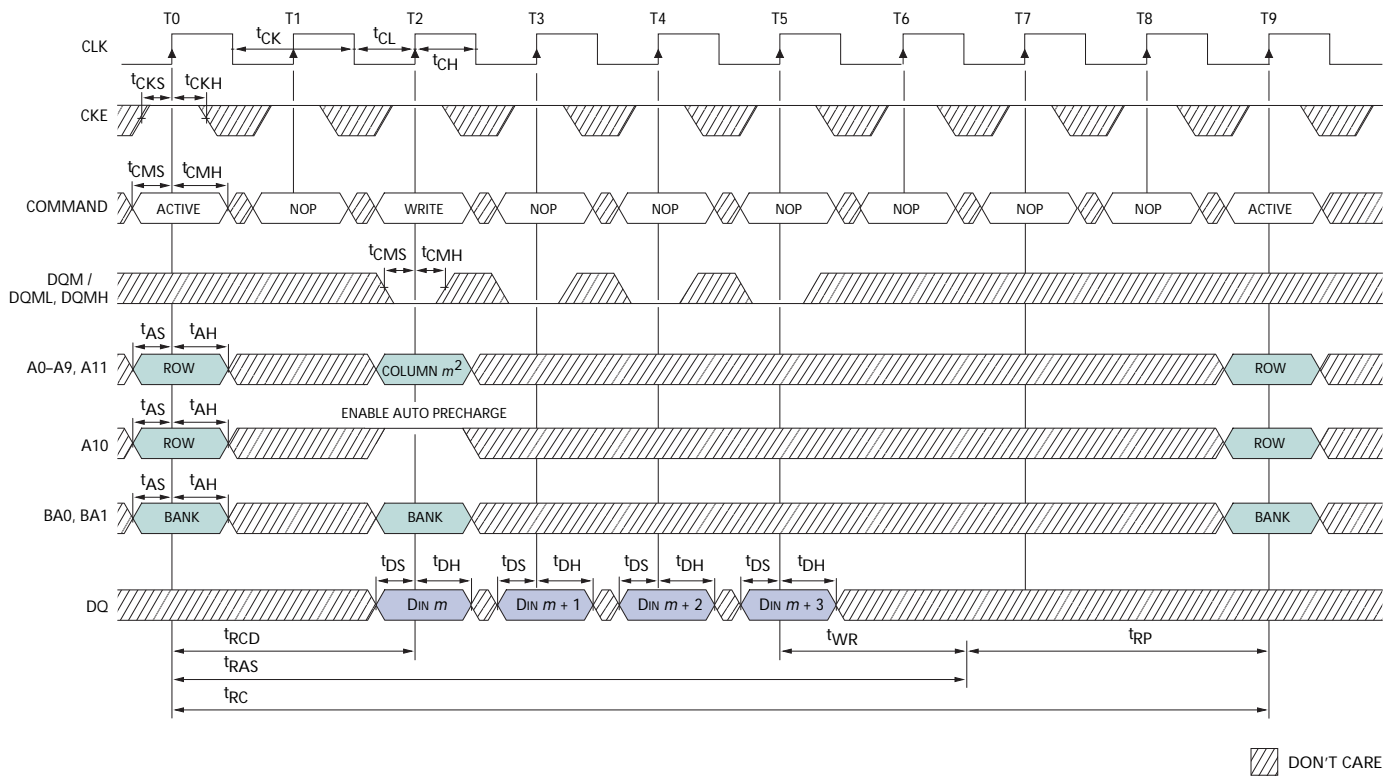 T0 T1 T2 T3 T4 T5 T6 T7 T8 T9
CLK
tCK tCL
tCH
tCKS tCKH
CKE
tCMS tCMH
COMMAND ACTIVE NOP WRITE NOP NOP NOP NOP NOP NOP ACTIVE
tCMS tCMH
DQM /
DQML, DQMH
tAS tAH
A0–A9, A11 ROW COLUMN m2 ROW
tAS tAH ENABLE AUTO PRECHARGE
A10 ROW ROW
tAS tAH
BA0, BA1 BANK BANK BANK
tDS tDH tDS tDH tDS tDH tDS tDH
DQ DIN m DIN m + 1 DIN m + 2 DIN m + 3
tRCD tWR tRP
tRAS
tRC
DON'T CARE